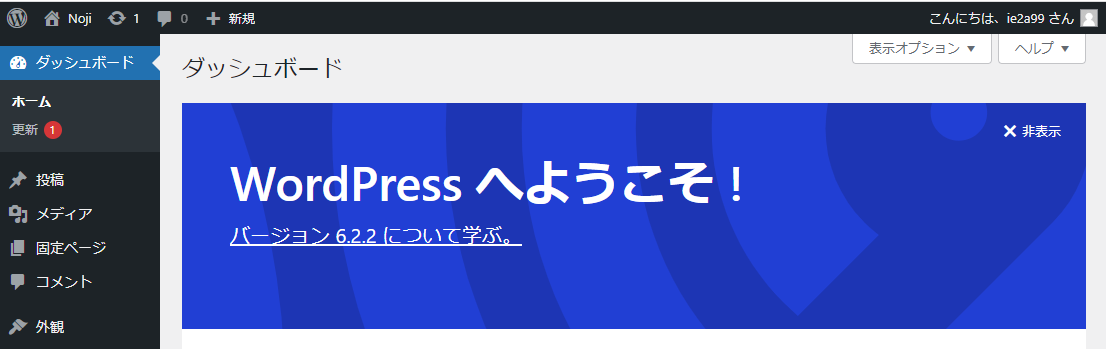 Noji 1 0 新規 こんにちは、ie2a99 さん
ダッシュボード
ホーム
更新 1
投稿
メディア
固定ページ
コメント
外観
表示オプション ヘルプ
ダッシュボード
非表示
WordPress へようこそ !
バージョン 6.2.2 について学ぶ。